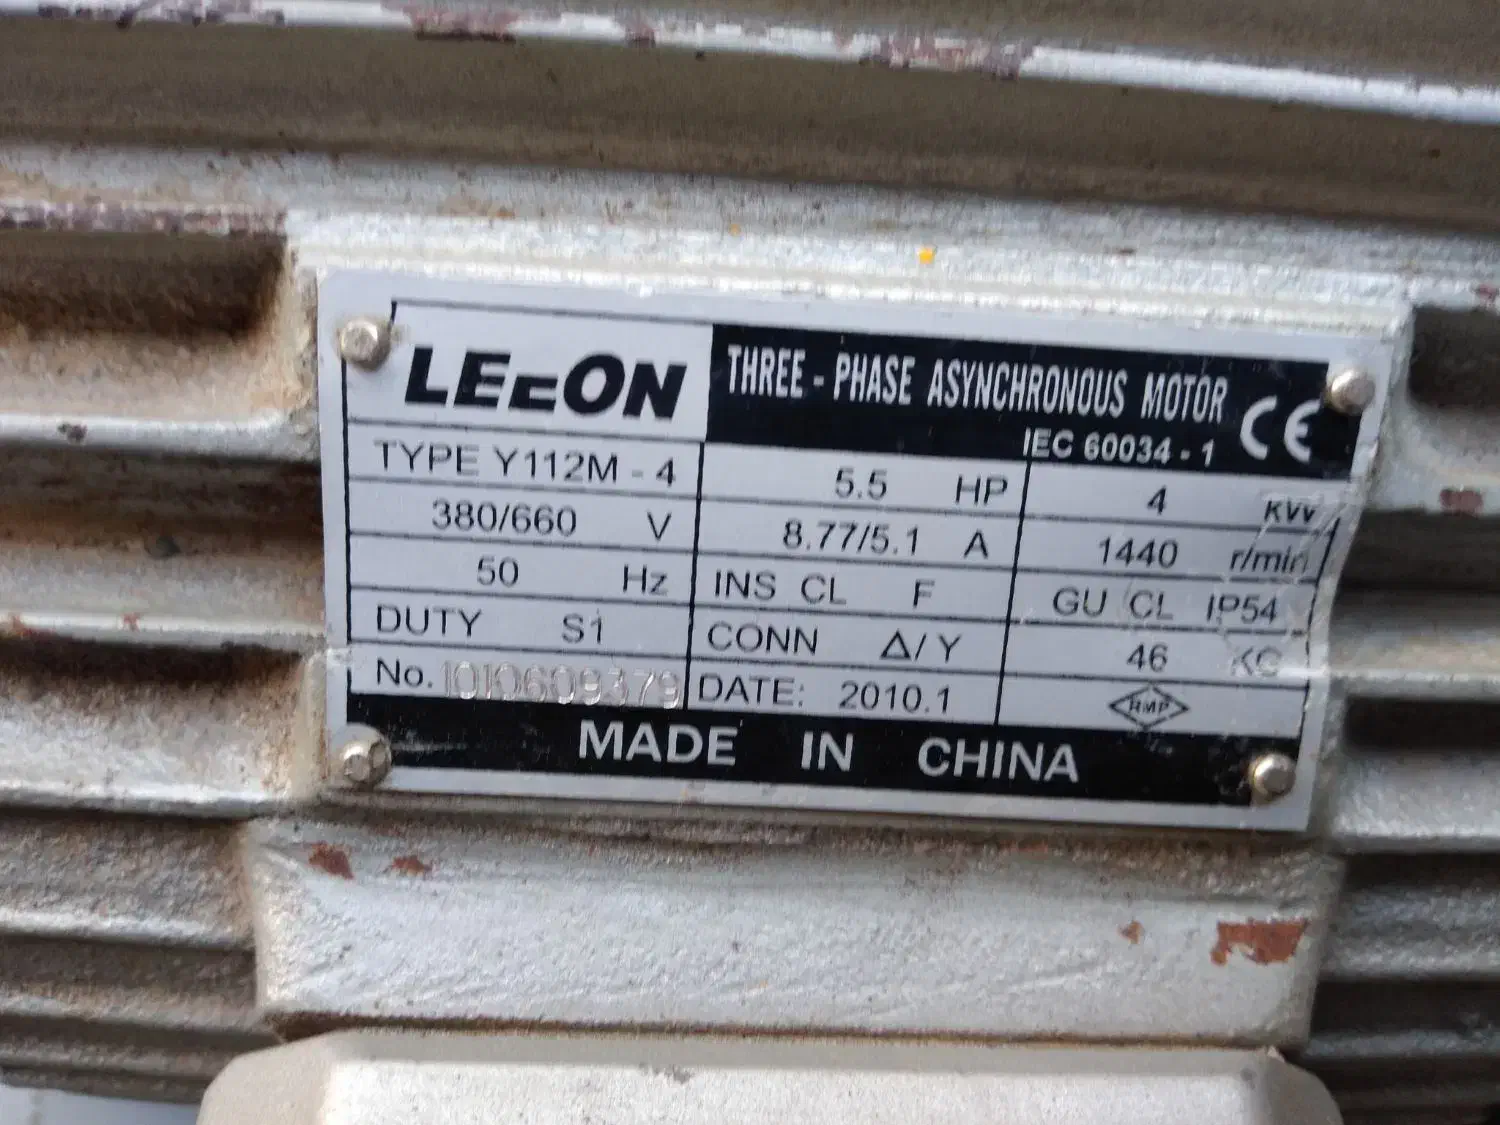 LEEON
THREE - PHASE ASYNCHRONOUS MOTOR
IEC 60034 - 1 CE
TYPE Y112M - 4 5.5 HP 4 KW
380/660 V 8.77/5.1 A 1440 r/min
50 Hz INS CL F GU CL IP54
DUTY S1 CONN Δ/Y 46 KG
No. 1010609379 DATE: 2010.1 RMP
MADE IN CHINA